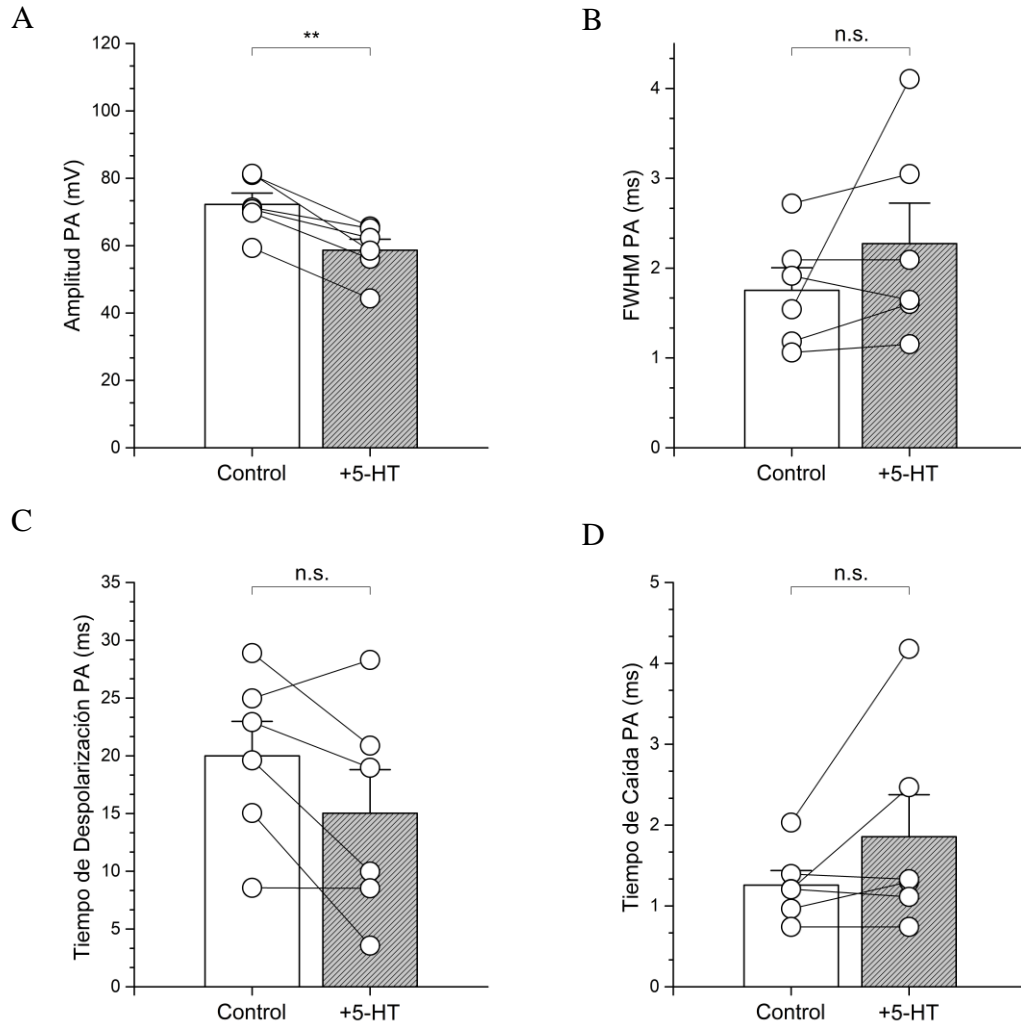 A
**
Amplitud PA (mV)
120
100
80
60
40
20
0
Control
+5-HT
B
n.s.
FWHM PA (ms)
4
3
2
1
0
Control
+5-HT
C
n.s.
Tiempo de Despolarización PA (ms)
35
30
25
20
15
10
5
0
Control
+5-HT
D
n.s.
Tiempo de Caída PA (ms)
5
4
3
2
1
0
Control
+5-HT